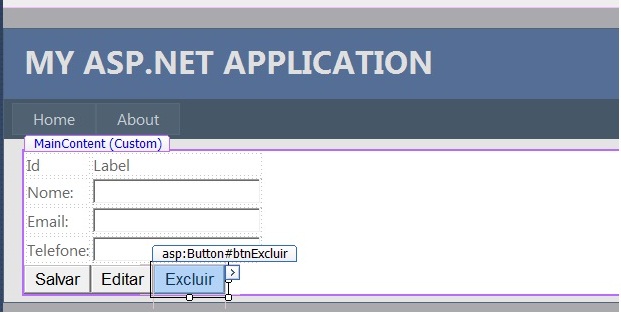 MY ASP.NET APPLICATION
Home About
MainContent (Custom)
Id Label
Nome:
Email:
Telefone:
asp:Button#btnExcluir
Salvar Editar Excluir